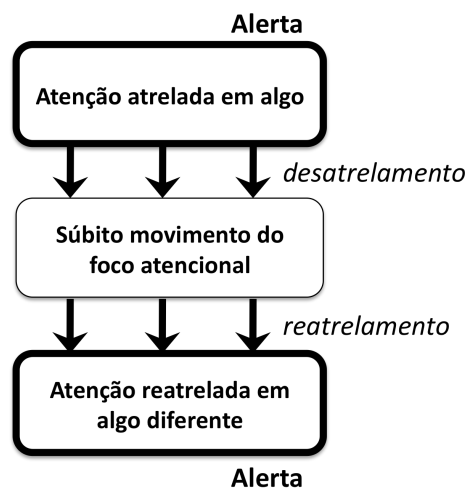 Alerta
Atenção atrelada em algo
desatrelamento
Súbito movimento do
foco atencional
reatrelamento
Atenção reatrelada em
algo diferente
Alerta